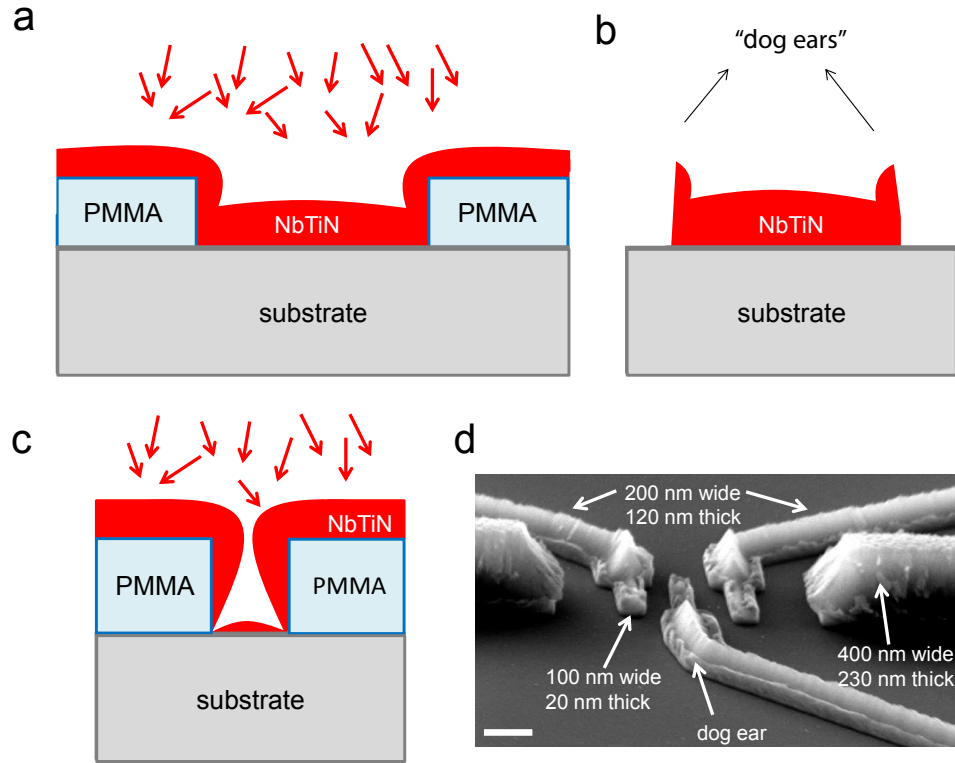 a
PMMA
NbTiN
PMMA
substrate
b
"dog ears"
NbTiN
substrate
c
NbTiN
PMMA
PMMA
substrate
d
200 nm wide
120 nm thick
100 nm wide
20 nm thick
400 nm wide
230 nm thick
dog ear